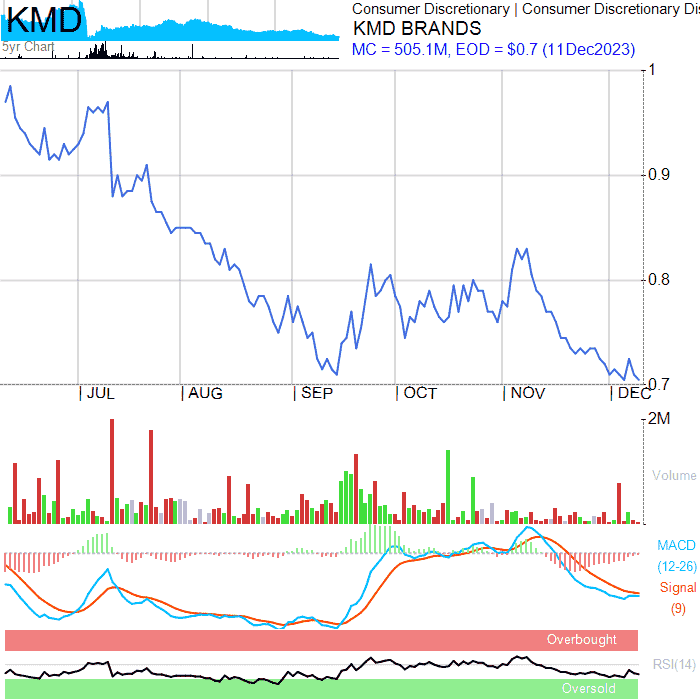 KMD
5yr Chart
Consumer Discretionary | Consumer Discretionary Dis
KMD BRANDS
MC = 505.1M, EOD = $0.7 (11Dec2023)
1
0.9
0.8
0.7
JUL
AUG
SEP
OCT
NOV
DEC
2M
Volume
MACD
(12-26)
Signal
(9)
Overbought
RSI(14)
Oversold